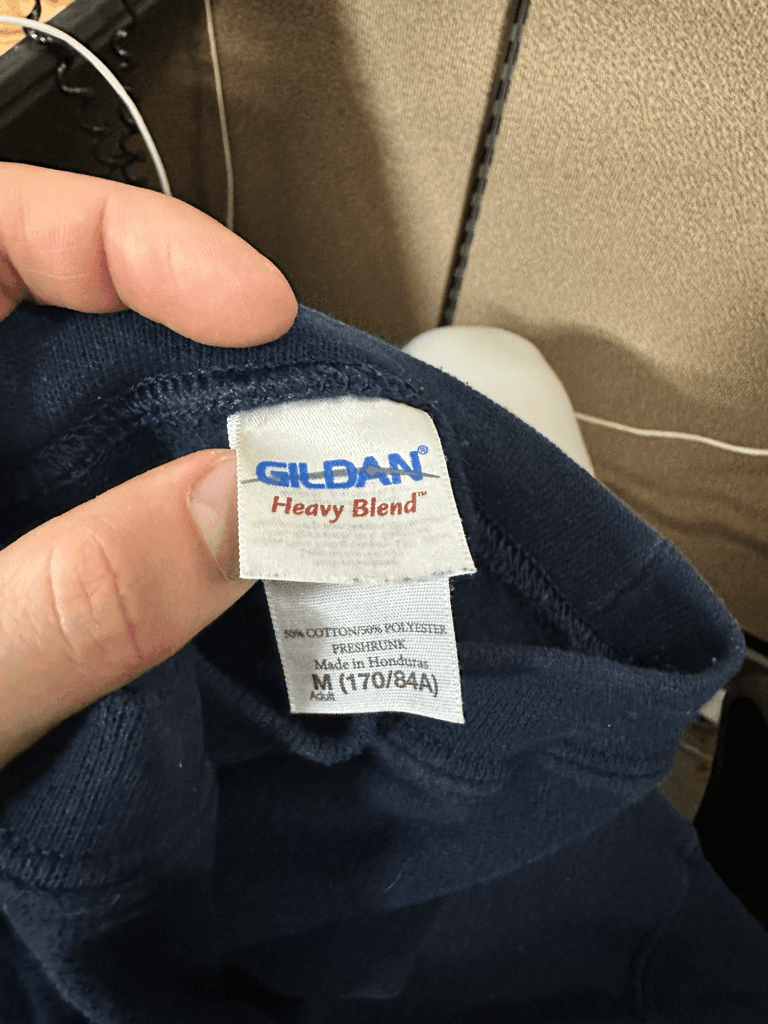 GILDAN®
Heavy Blend™
50% COTTON/50% POLYESTER
PRESHRUNK
Made in Honduras
M (170/84A)
Adult